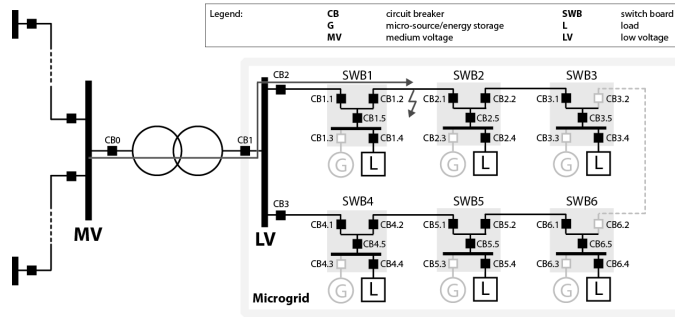 Legend: CB circuit breaker SWB switch board
G micro-source/energy storage L load
MV medium voltage LV low voltage
CB2 SWB1 SWB2 SWB3
CB1.1 CB1.2 CB2.1 CB2.2 CB3.1 CB3.2
CB1.5 CB2.5 CB3.5
CB0 CB1 CB1.3 CB1.4 CB2.3 CB2.4 CB3.3 CB3.4
G L G L G L
CB3 SWB4 SWB5 SWB6
CB4.1 CB4.2 CB5.1 CB5.2 CB6.1 CB6.2
MV LV
CB4.5 CB5.5 CB6.5
CB4.3 CB4.4 CB5.3 CB5.4 CB6.3 CB6.4
G L G L G L
Microgrid